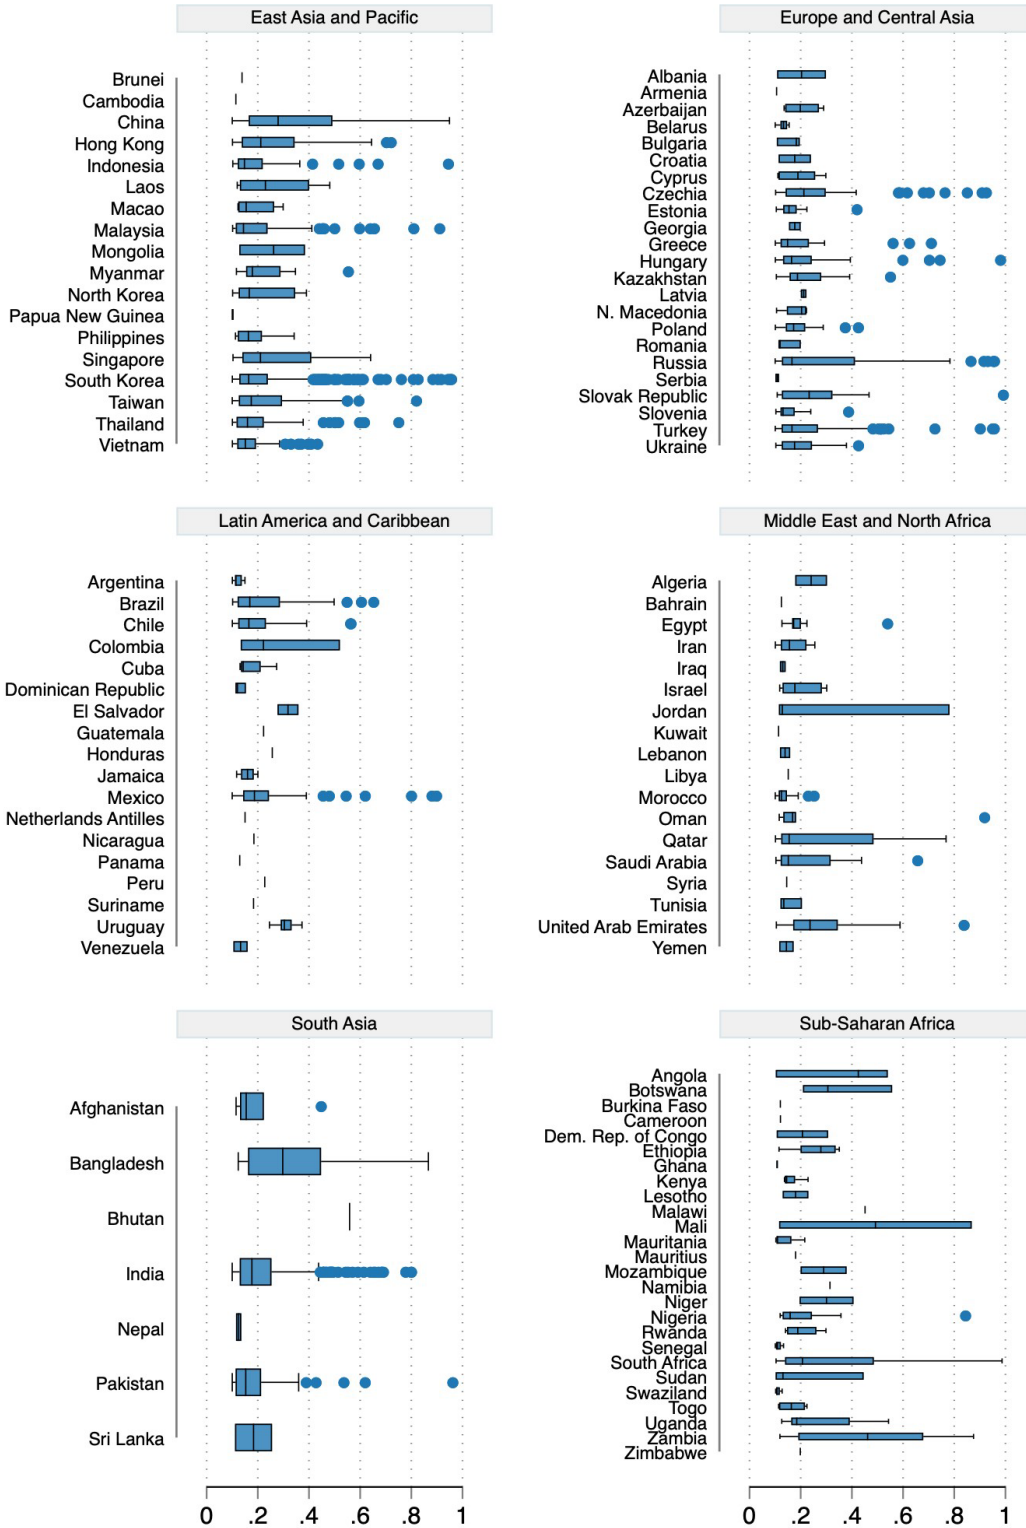 East Asia and Pacific
Brunei
Cambodia
China
Hong Kong
Indonesia
Laos
Macao
Malaysia
Mongolia
Myanmar
North Korea
Papua New Guinea
Philippines
Singapore
South Korea
Taiwan
Thailand
Vietnam
Europe and Central Asia
Albania
Armenia
Azerbaijan
Belarus
Bulgaria
Croatia
Cyprus
Czechia
Estonia
Georgia
Greece
Hungary
Kazakhstan
Latvia
N. Macedonia
Poland
Romania
Russia
Serbia
Slovak Republic
Slovenia
Turkey
Ukraine
Latin America and Caribbean
Argentina
Brazil
Chile
Colombia
Cuba
Dominican Republic
El Salvador
Guatemala
Honduras
Jamaica
Mexico
Netherlands Antilles
Nicaragua
Panama
Peru
Suriname
Uruguay
Venezuela
Middle East and North Africa
Algeria
Bahrain
Egypt
Iran
Iraq
Israel
Jordan
Kuwait
Lebanon
Libya
Morocco
Oman
Qatar
Saudi Arabia
Syria
Tunisia
United Arab Emirates
Yemen
South Asia
Afghanistan
Bangladesh
Bhutan
India
Nepal
Pakistan
Sri Lanka
0 .2 .4 .6 .8 1
Sub-Saharan Africa
Angola
Botswana
Burkina Faso
Cameroon
Dem. Rep. of Congo
Ethiopia
Ghana
Kenya
Lesotho
Malawi
Mali
Mauritania
Mauritius
Mozambique
Namibia
Niger
Nigeria
Rwanda
Senegal
South Africa
Sudan
Swaziland
Togo
Uganda
Zambia
Zimbabwe
0 .2 .4 .6 .8 1